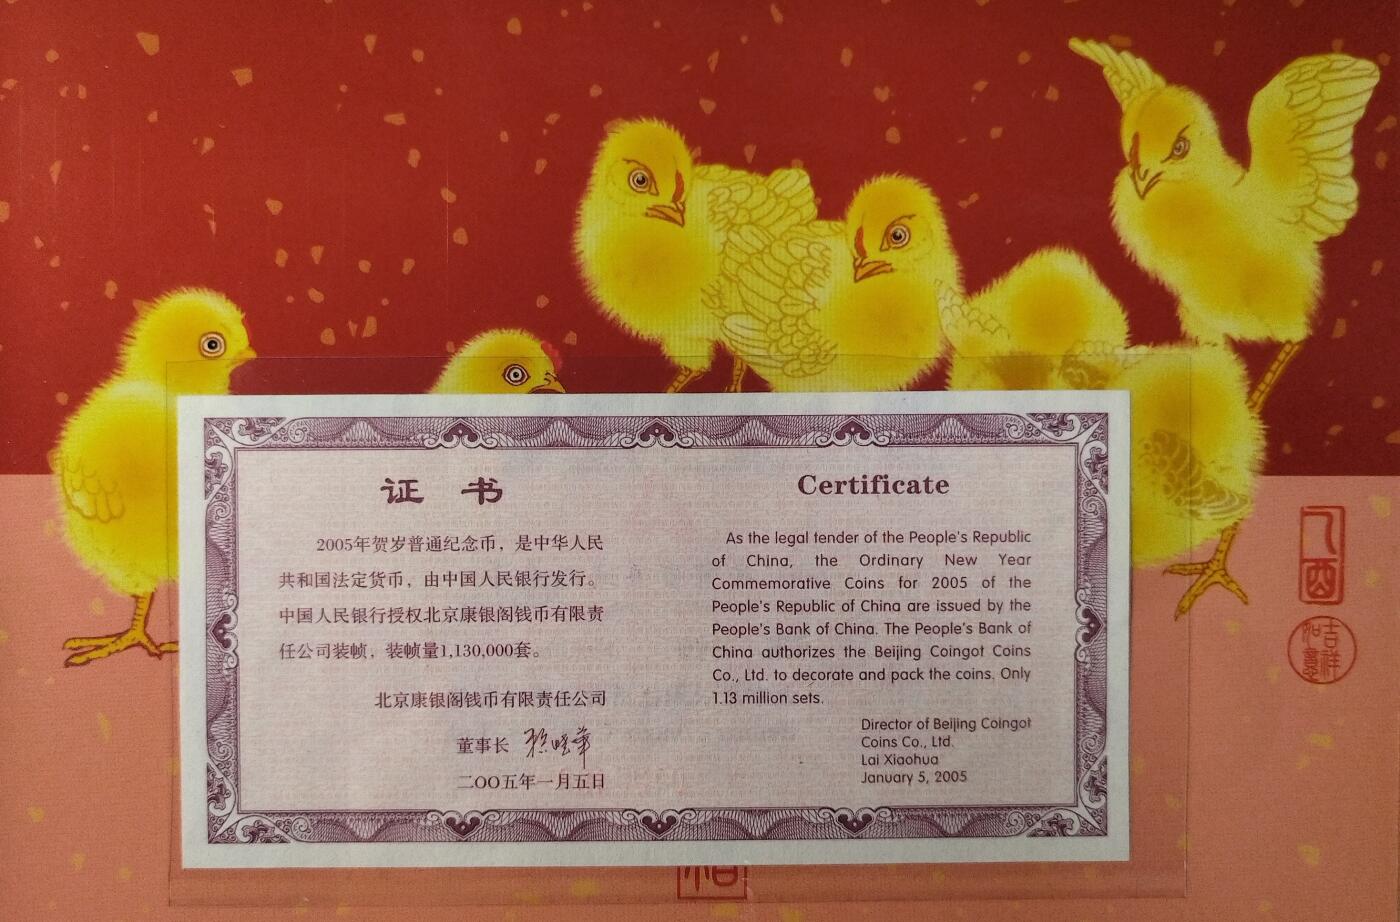 证 书
2005年贺岁普通纪念币，是中华人民
共和国法定货币，由中国人民银行发行。
中国人民银行授权北京康银阁钱币有限责
任公司装帧，装帧量1,130,000套。
北京康银阁钱币有限责任公司
董事长 赖晓华
二〇〇五年一月五日
Certificate
As the legal tender of the People's Republic
of China, the Ordinary New Year
Commemorative Coins for 2005 of the
People's Republic of China are issued by the
People's Bank of China. The People's Bank of
China authorizes the Beijing Coingot Coins
Co., Ltd. to decorate and pack the coins. Only
1.13 million sets.
Director of Beijing Coingot
Coins Co., Ltd.
Lai Xiaohua
January 5, 2005
吉祥
如意